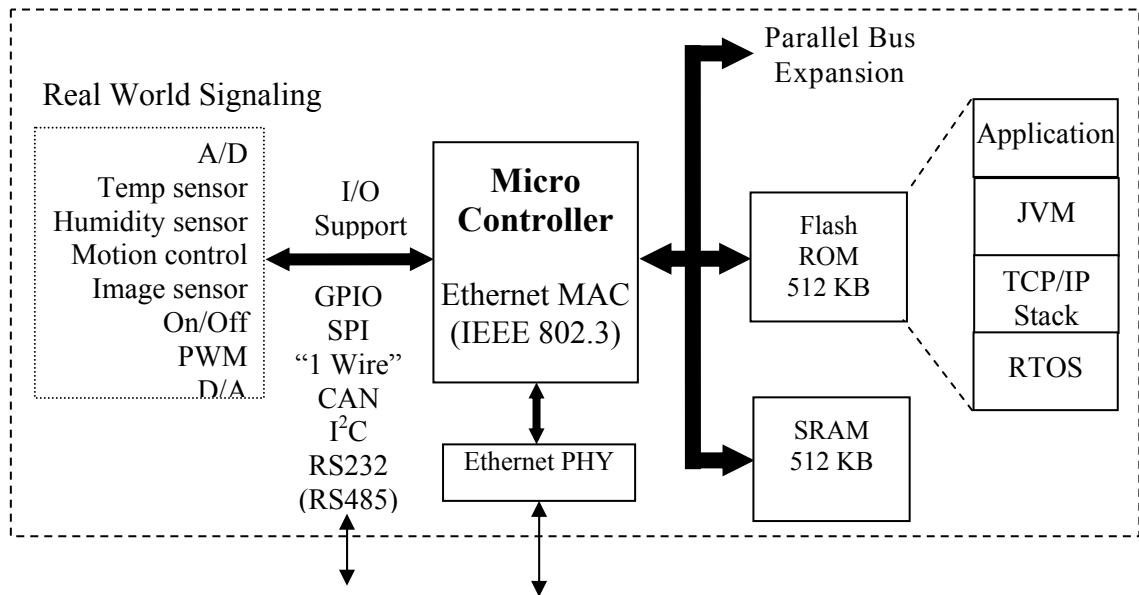 Real World Signaling
A/D
Temp sensor
Humidity sensor
Motion control
Image sensor
On/Off
PWM
D/A
I/O
Support
GPIO
SPI
“1 Wire”
CAN
I²C
RS232
(RS485)
Micro
Controller
Ethernet MAC
(IEEE 802.3)
Ethernet PHY
Parallel Bus
Expansion
Flash
ROM
512 KB
SRAM
512 KB
Application
JVM
TCP/IP
Stack
RTOS